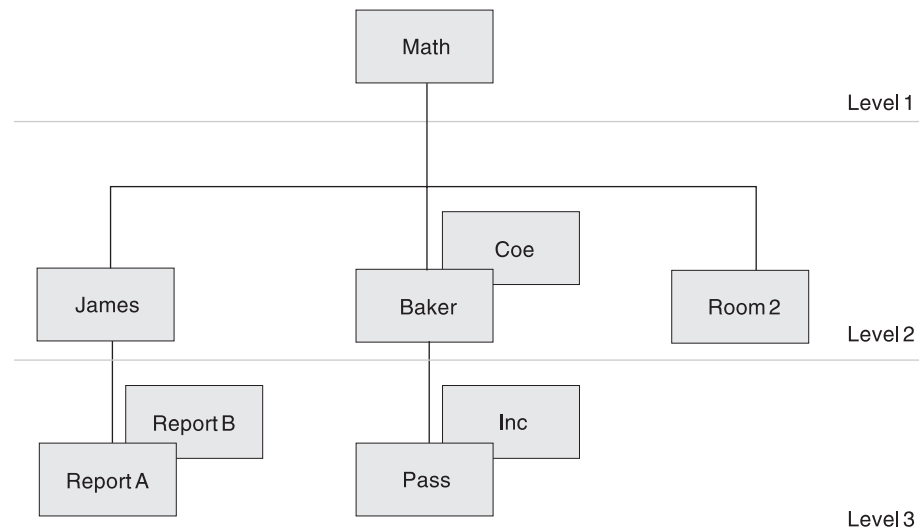 Math
Level 1
Coe
James
Baker
Room 2
Level 2
Report B
Inc
Report A
Pass
Level 3